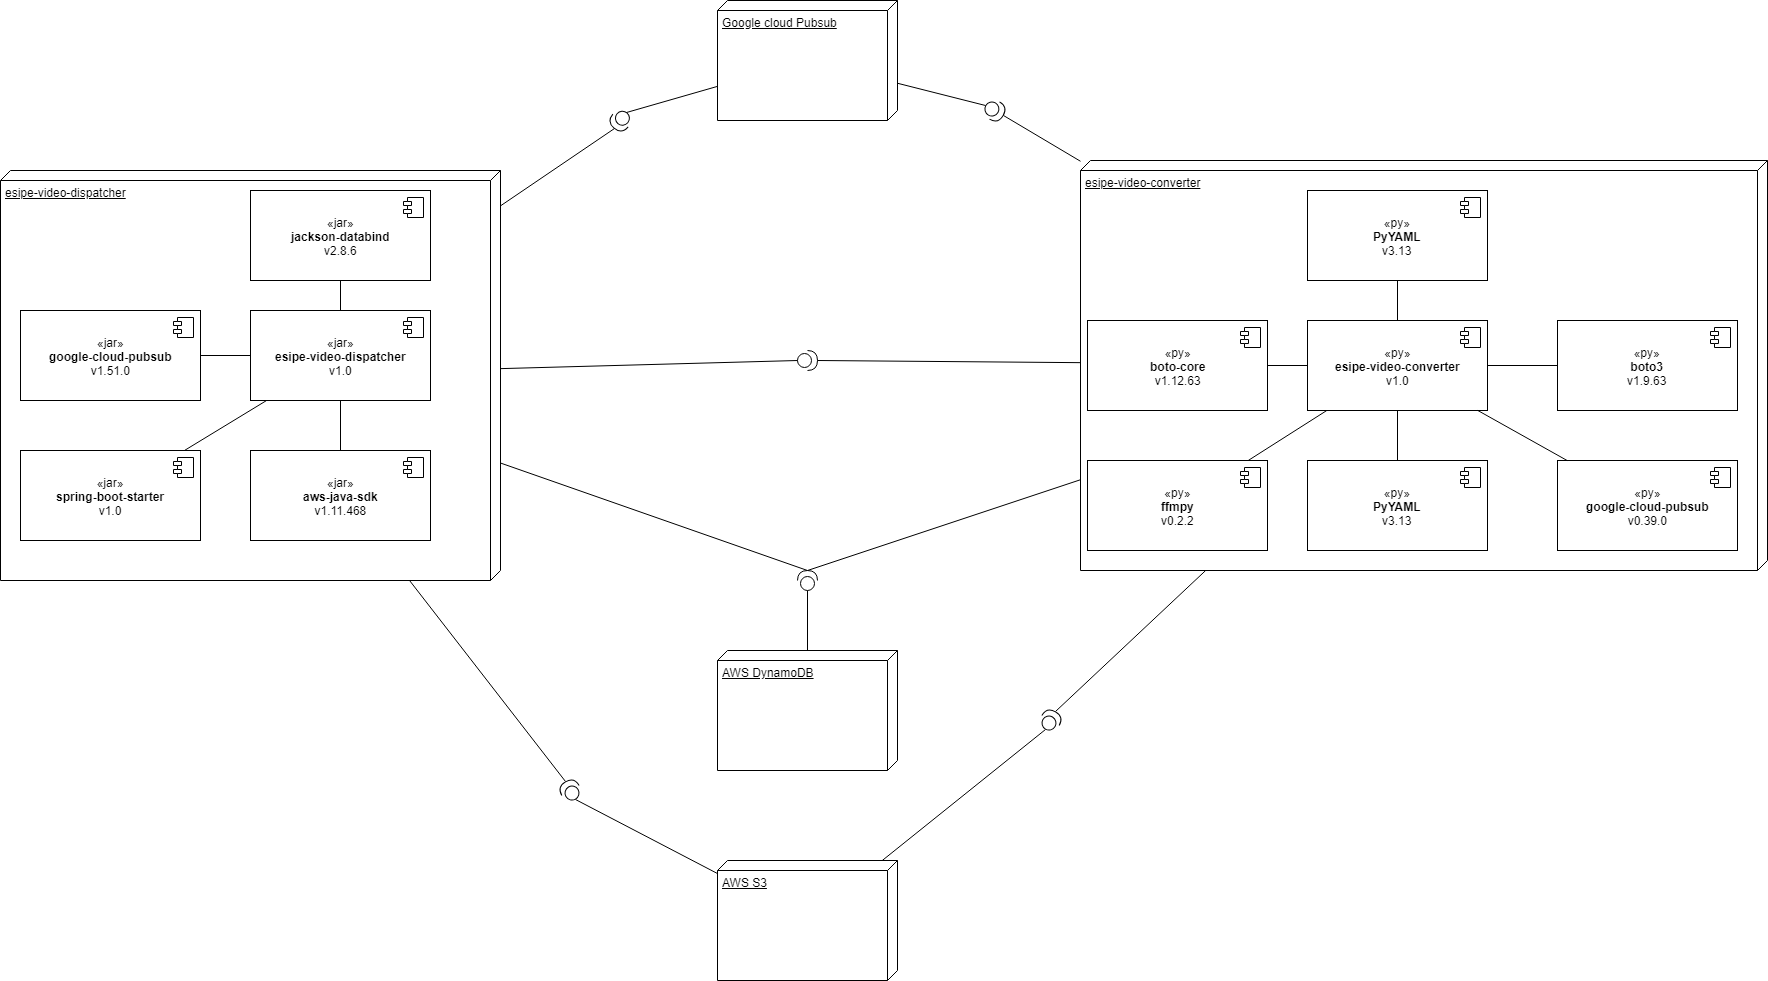 Google cloud Pubsub
esipe-video-dispatcher
«jar»
jackson-databind
v2.8.6
«jar»
google-cloud-pubsub
v1.51.0
«jar»
esipe-video-dispatcher
v1.0
«jar»
spring-boot-starter
v1.0
«jar»
aws-java-sdk
v1.11.468
esipe-video-converter
«py»
PyYAML
v3.13
«py»
boto-core
v1.12.63
«py»
esipe-video-converter
v1.0
«py»
boto3
v1.9.63
«py»
ffmpy
v0.2.2
«py»
PyYAML
v3.13
«py»
google-cloud-pubsub
v0.39.0
AWS DynamoDB
AWS S3